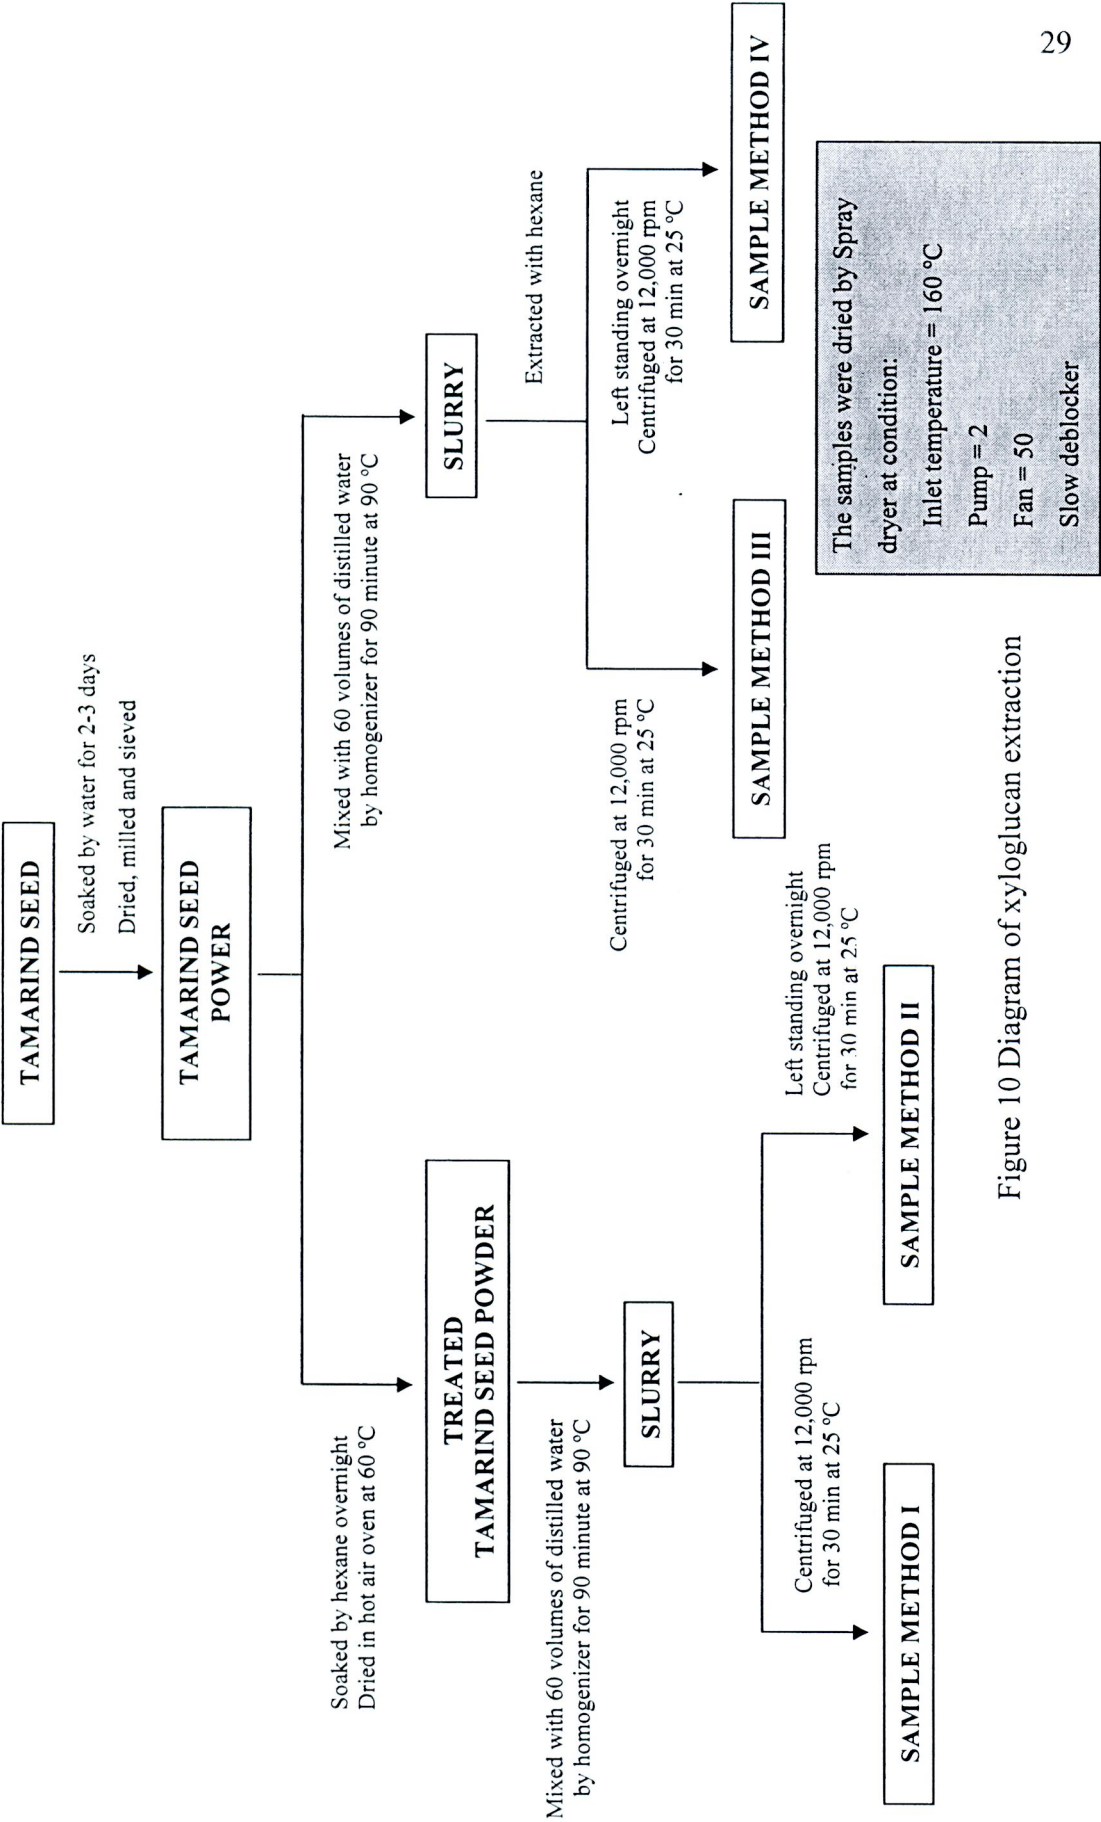 29
TAMARIND SEED
Soaked by water for 2-3 days
Dried, milled and sieved
TAMARIND SEED
POWER
Soaked by hexane overnight
Dried in hot air oven at 60 °C
Mixed with 60 volumes of distilled water
by homogenizer for 90 minute at 90 °C
TREATED
TAMARIND SEED POWDER
SLURRY
Mixed with 60 volumes of distilled water
by homogenizer for 90 minute at 90 °C
Extracted with hexane
SLURRY
Centrifuged at 12,000 rpm
for 30 min at 25 °C
Left standing overnight
Centrifuged at 12,000 rpm
for 30 min at 25 °C
SAMPLE METHOD III
SAMPLE METHOD IV
Centrifuged at 12,000 rpm
for 30 min at 25 °C
Left standing overnight
Centrifuged at 12,000 rpm
for 30 min at 25 °C
SAMPLE METHOD I
SAMPLE METHOD II
The samples were dried by Spray
dryer at condition:
Inlet temperature = 160 °C
Pump = 2
Fan = 50
Slow deblocker
Figure 10 Diagram of xyloglucan extraction